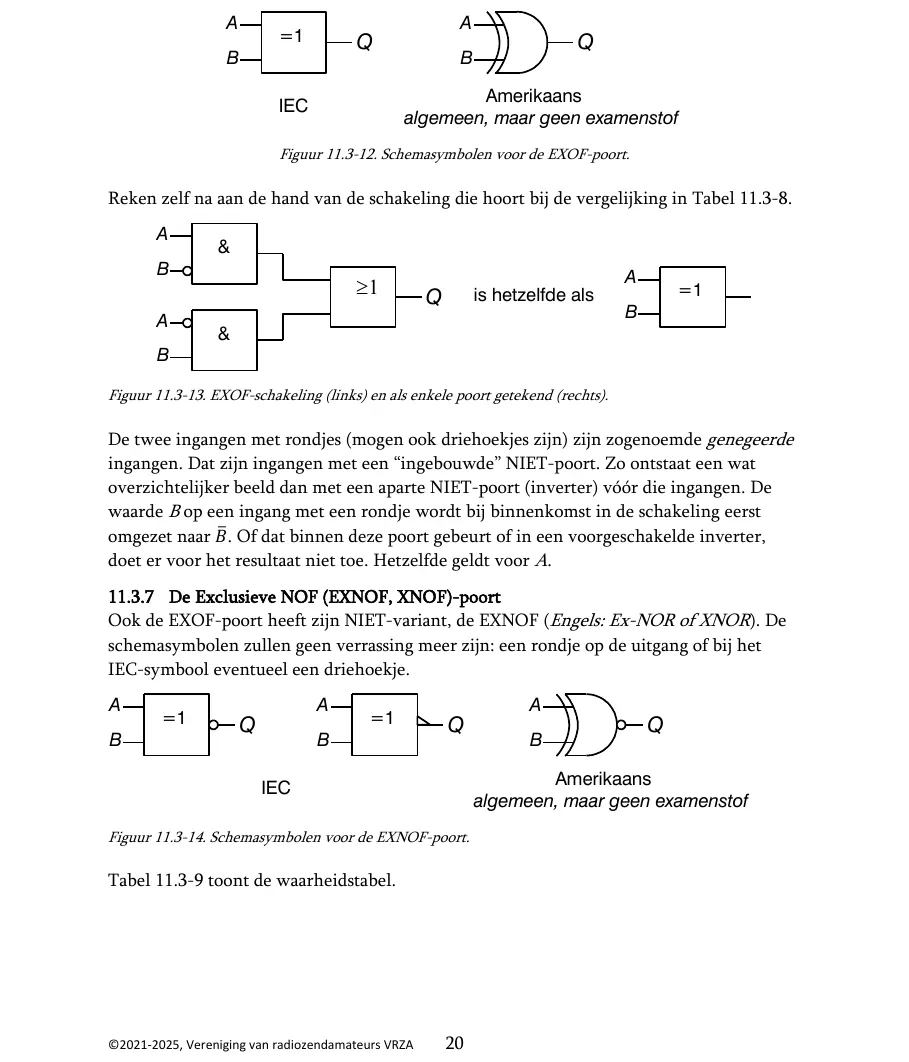 A
=1
Q
B
IEC
A
Q
B
Amerikaans
algemeen, maar geen examenstof
Figuur 11.3-12. Schemasymbolen voor de EXOF-poort.
Reken zelf na aan de hand van de schakeling die hoort bij de vergelijking in Tabel 11.3-8.
A
&
B
A
&
B
≥1
Q
is hetzelfde als
A
=1
B
Figuur 11.3-13. EXOF-schakeling (links) en als enkele poort getekend (rechts).
De twee ingangen met rondjes (mogen ook driehoekjes zijn) zijn zogenoemde genegeerde
ingangen. Dat zijn ingangen met een “ingebouwde” NIET-poort. Zo ontstaat een wat
overzichtelijker beeld dan met een aparte NIET-poort (inverter) vóór die ingangen. De
waarde B op een ingang met een rondje wordt bij binnenkomst in de schakeling eerst
omgezet naar B̅. Of dat binnen deze poort gebeurt of in een voorgeschakelde inverter,
doet er voor het resultaat niet toe. Hetzelfde geldt voor A.
11.3.7 De Exclusieve NOF (EXNOF, XNOF)-poort
Ook de EXOF-poort heeft zijn NIET-variant, de EXNOF (Engels: Ex-NOR of XNOR). De
schemasymbolen zullen geen verrassing meer zijn: een rondje op de uitgang of bij het
IEC-symbool eventueel een driehoekje.
A
=1
Q
B
A
=1
Q
B
IEC
A
Q
B
Amerikaans
algemeen, maar geen examenstof
Figuur 11.3-14. Schemasymbolen voor de EXNOF-poort.
Tabel 11.3-9 toont de waarheidstabel.
©2021-2025, Vereniging van radiozendamateurs VRZA 20